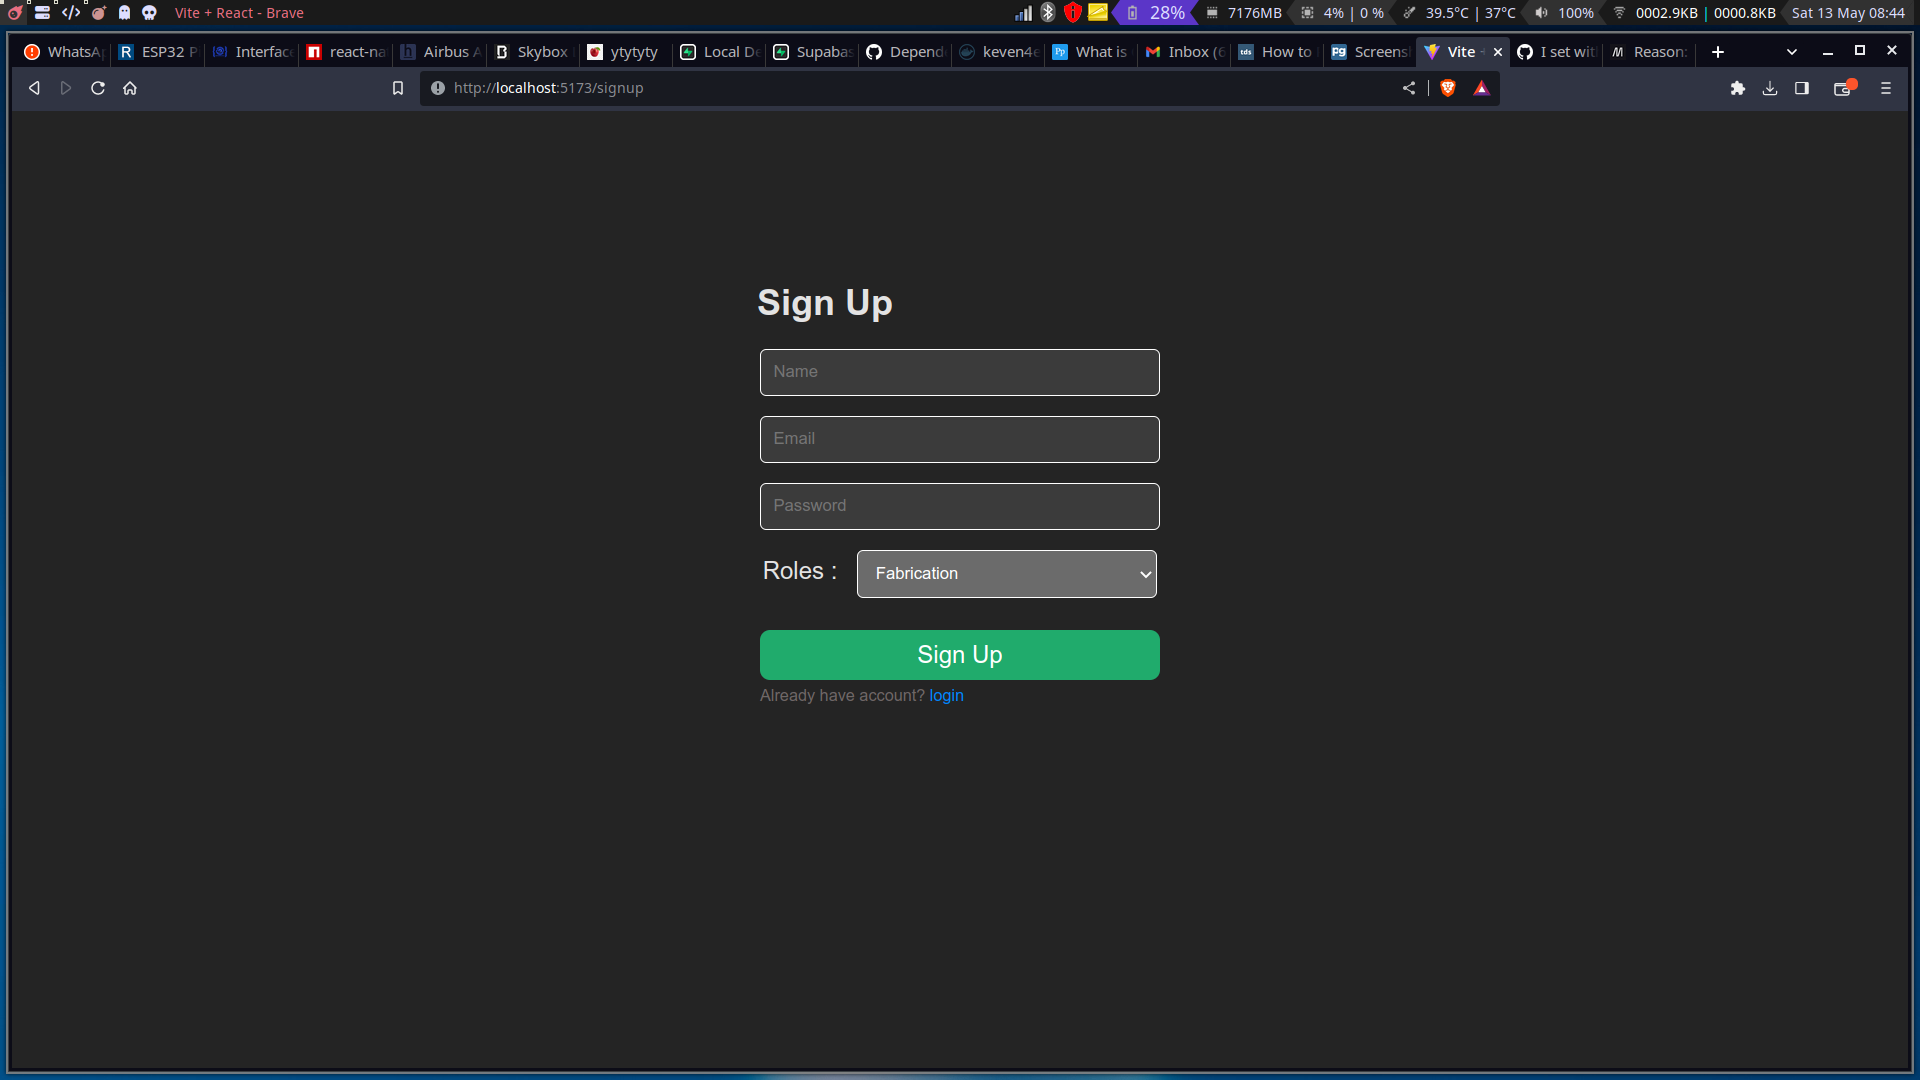 Vite + React - Brave
28%
7176MB
4% | 0 %
39.5°C | 37°C
100%
0002.9KB | 0000.8KB
Sat 13 May 08:44
WhatsA
ESP32 P
Interfac
react-na
Airbus A
Skybox
ytytyty
Local De
Supabas
Depend
keven4e
What is
Inbox (6
How to
Screens
Vite
I set wit
Reason:
http://localhost:5173/signup
Sign Up
Name
Email
Password
Roles :
Fabrication
Sign Up
Already have account? login